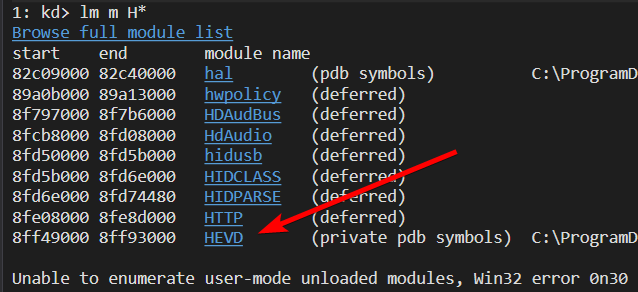 1: kd> lm m H*
Browse full module list
start    end        module name
82c09000 82c40000   hal        (pdb symbols)          C:\ProgramD
89a0b000 89a13000   hwpolicy   (deferred)
8f797000 8f7b6000   HDAudBus   (deferred)
8fcb8000 8fd08000   HdAudio    (deferred)
8fd50000 8fd5b000   hidusb     (deferred)
8fd5b000 8fd6e000   HIDCLASS   (deferred)
8fd6e000 8fd74480   HIDPARSE   (deferred)
8fe08000 8fe8d000   HTTP       (deferred)
8ff49000 8ff93000   HEVD       (private pdb symbols)  C:\ProgramD
Unable to enumerate user-mode unloaded modules, Win32 error 0n30